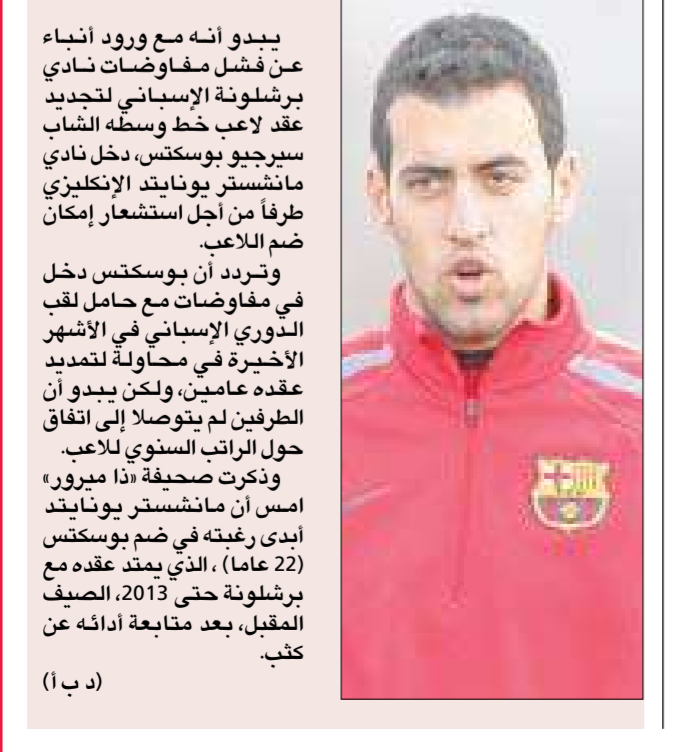 يبدو أنه مع ورود أنباء
عن فشل مفاوضات نادي
برشلونة الإسباني لتجديد
عقد لاعب خط وسطه الشاب
سيرجيو بوسكتس، دخل نادي
مانشستر يونايتد الإنكليزي
طرفاً من أجل استشعار إمكان
ضم اللاعب.
وتردد أن بوسكتس دخل
في مفاوضات مع حامل لقب
الدوري الإسباني في الأشهر
الأخيرة في محاولة لتمديد
عقده عامين، ولكن يبدو أن
الطرفين لم يتوصلا إلى اتفاق
حول الراتب السنوي للاعب.
وذكرت صحيفة «ذا ميرور»
امس أن مانشستر يونايتد
أبدى رغبته في ضم بوسكتس
(22 عاما) ، الذي يمتد عقده مع
برشلونة حتى 2013، الصيف
المقبل، بعد متابعة أدائه عن
كثب.
(د ب أ)